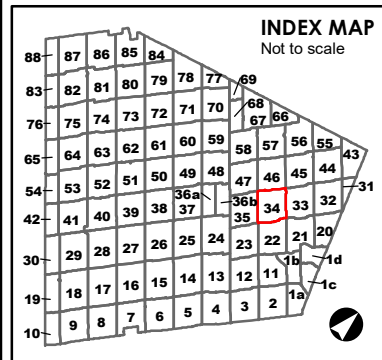 INDEX MAP
Not to scale
88 87 86 85 84
83 82 81 80 79 78 77 69
76 75 74 73 72 71 70 68 67 66
65 64 63 62 61 60 59 58 57 56 55 43
54 53 52 51 50 49 48 47 46 45 44 31
42 41 40 39 38 36a 37 36b 35 34 33 32
30 29 28 27 26 25 24 23 22 21 20
19 18 17 16 15 14 13 12 11 1b 1d
10 9 8 7 6 5 4 3 2 1a 1c